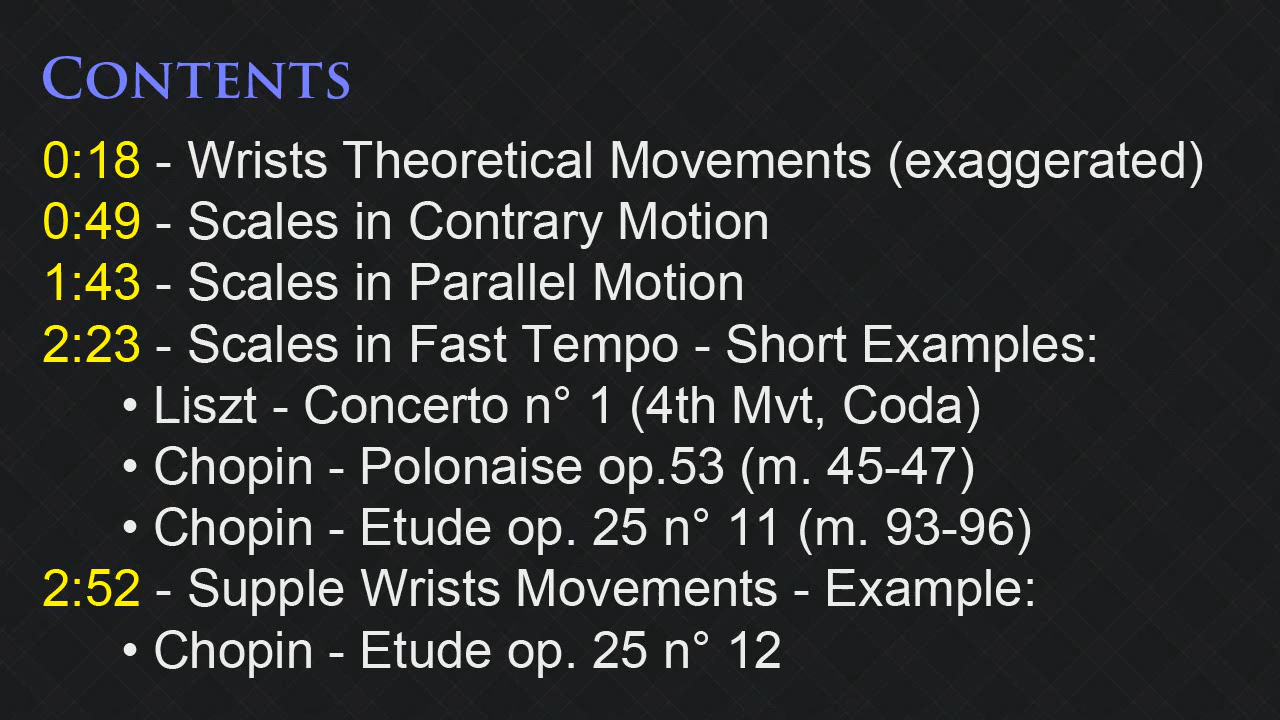 CONTENTS
0:18 - Wrists Theoretical Movements (exaggerated)
0:49 - Scales in Contrary Motion
1:43 - Scales in Parallel Motion
2:23 - Scales in Fast Tempo - Short Examples:
• Liszt - Concerto n° 1 (4th Mvt, Coda)
• Chopin - Polonaise op.53 (m. 45-47)
• Chopin - Etude op. 25 n° 11 (m. 93-96)
2:52 - Supple Wrists Movements - Example:
• Chopin - Etude op. 25 n° 12